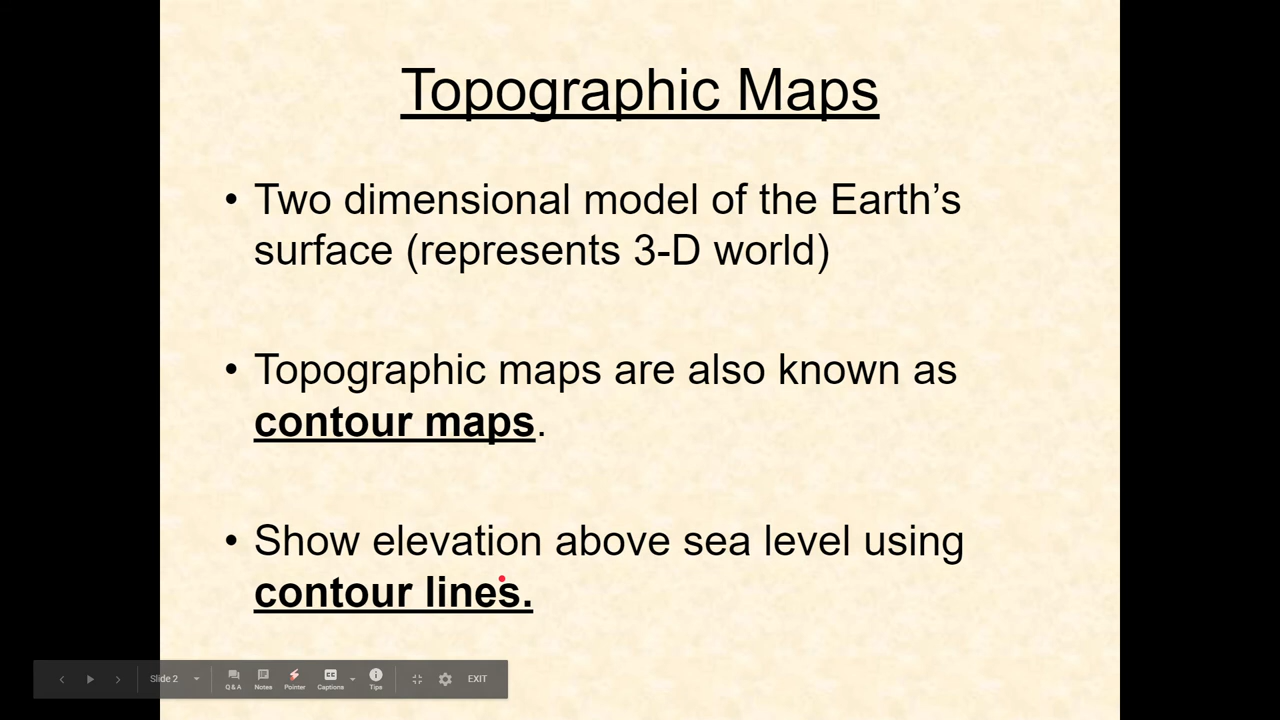 Topographic Maps
• Two dimensional model of the Earth’s
surface (represents 3-D world)
• Topographic maps are also known as
contour maps.
• Show elevation above sea level using
contour lines.
Slide 2 Q&A Notes Pointer Captions Tips EXIT